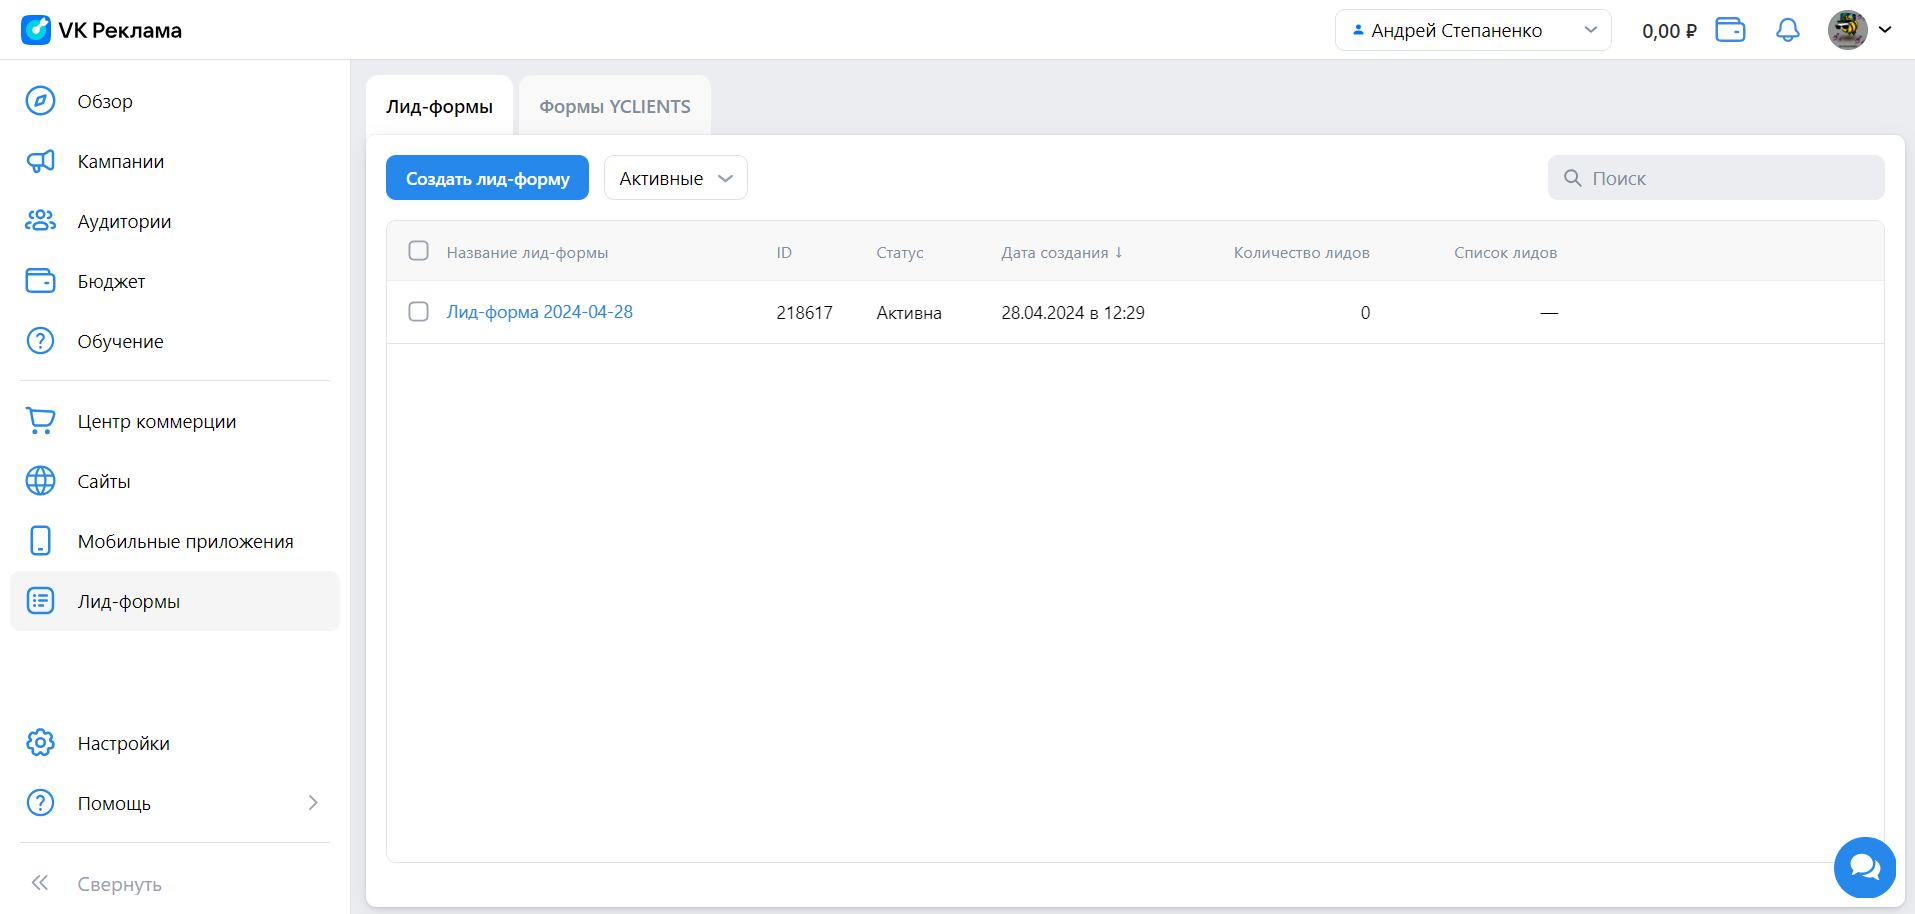 VK Реклама
Андрей Степаненко
0,00 ₽
Обзор
Кампании
Аудитории
Бюджет
Обучение
Центр коммерции
Сайты
Мобильные приложения
Лид-формы
Настройки
Помощь
Свернуть
Лид-формы
Формы YCLIENTS
Создать лид-форму
Активные
Поиск
Название лид-формы ID Статус Дата создания ↓ Количество лидов Список лидов
Лид-форма 2024-04-28 218617 Активна 28.04.2024 в 12:29 0 —